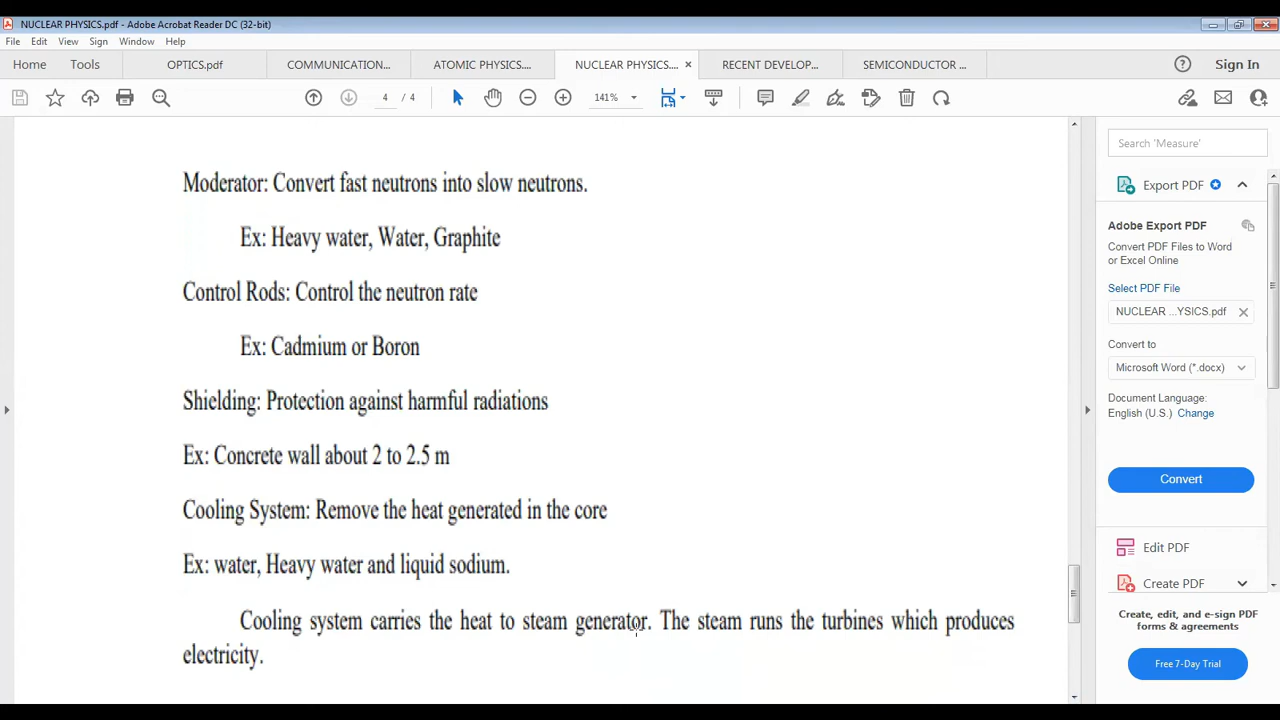 NUCLEAR PHYSICS.pdf - Adobe Acrobat Reader DC (32-bit)
File Edit View Sign Window Help
Home Tools OPTICS.pdf COMMUNICATION... ATOMIC PHYSICS.... NUCLEAR PHYSICS.... × RECENT DEVELOP... SEMICONDUCTOR ... Sign In
4 / 4 141%
Moderator: Convert fast neutrons into slow neutrons.
Ex: Heavy water, Water, Graphite
Control Rods: Control the neutron rate
Ex: Cadmium or Boron
Shielding: Protection against harmful radiations
Ex: Concrete wall about 2 to 2.5 m
Cooling System: Remove the heat generated in the core
Ex: water, Heavy water and liquid sodium.
Cooling system carries the heat to steam generator. The steam runs the turbines which produces
electricity.
Search 'Measure'
Export PDF
Adobe Export PDF
Convert PDF Files to Word
or Excel Online
Select PDF File
NUCLEAR ...YSICS.pdf
Convert to
Microsoft Word (*.docx)
Document Language:
English (U.S.) Change
Convert
Edit PDF
Create PDF
Create, edit, and e-sign PDF
forms & agreements
Free 7-Day Trial